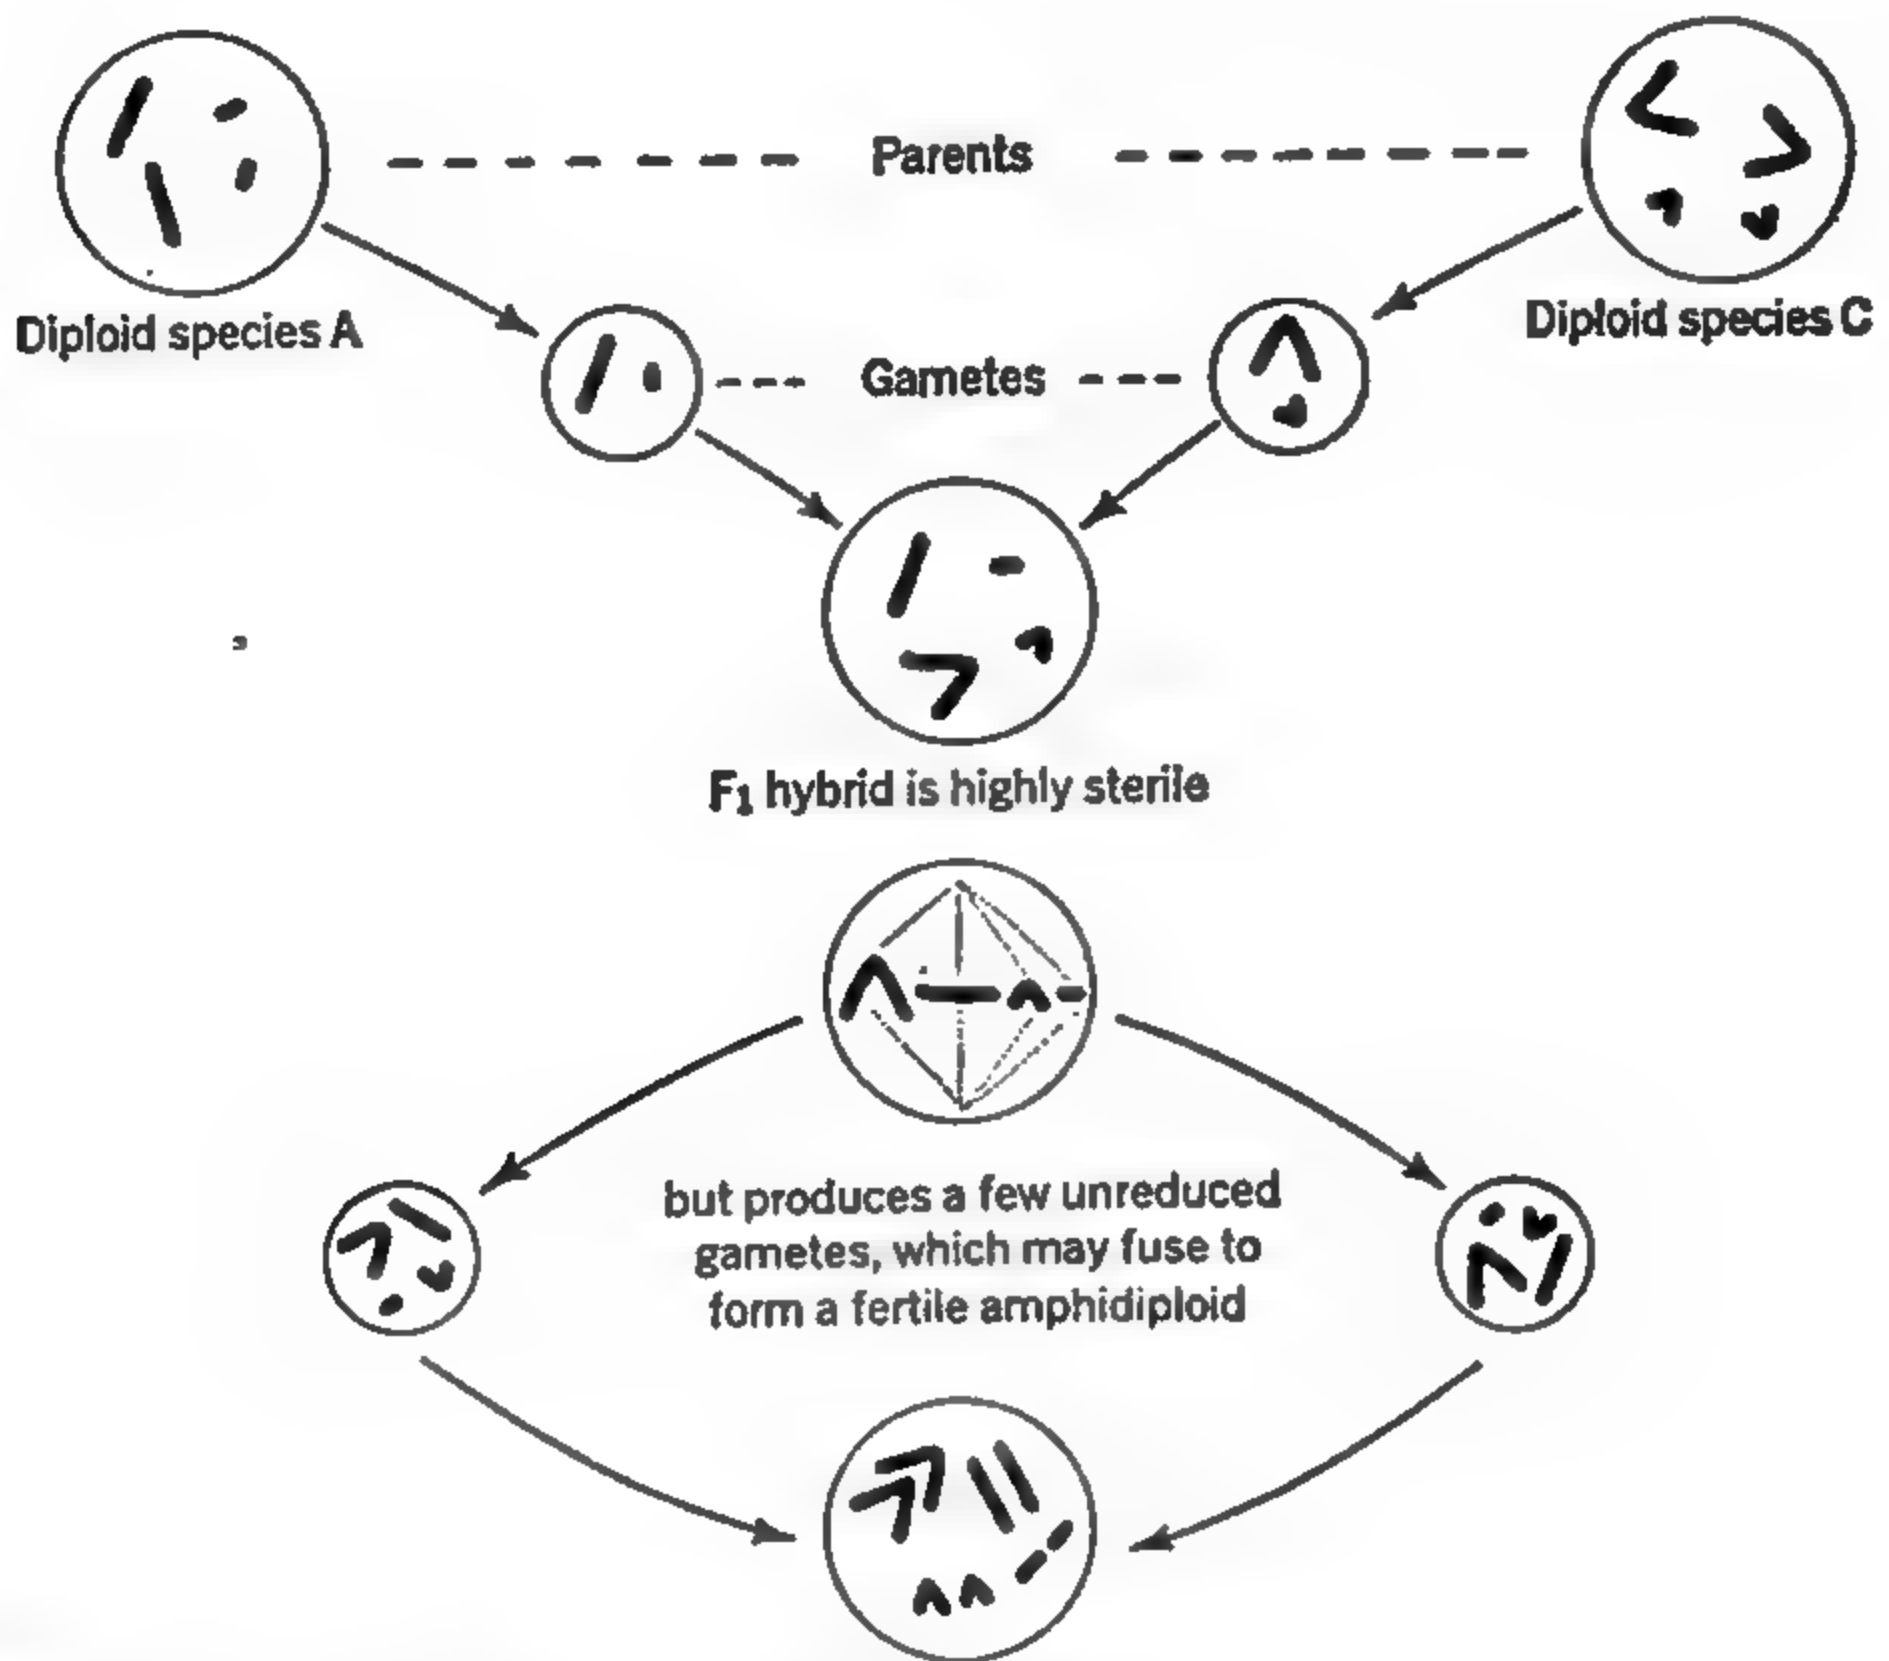 Parents
Diploid species A
Diploid species C
Gametes
F1 hybrid is highly sterile
but produces a few unreduced
gametes, which may fuse to
form a fertile amphidiploid